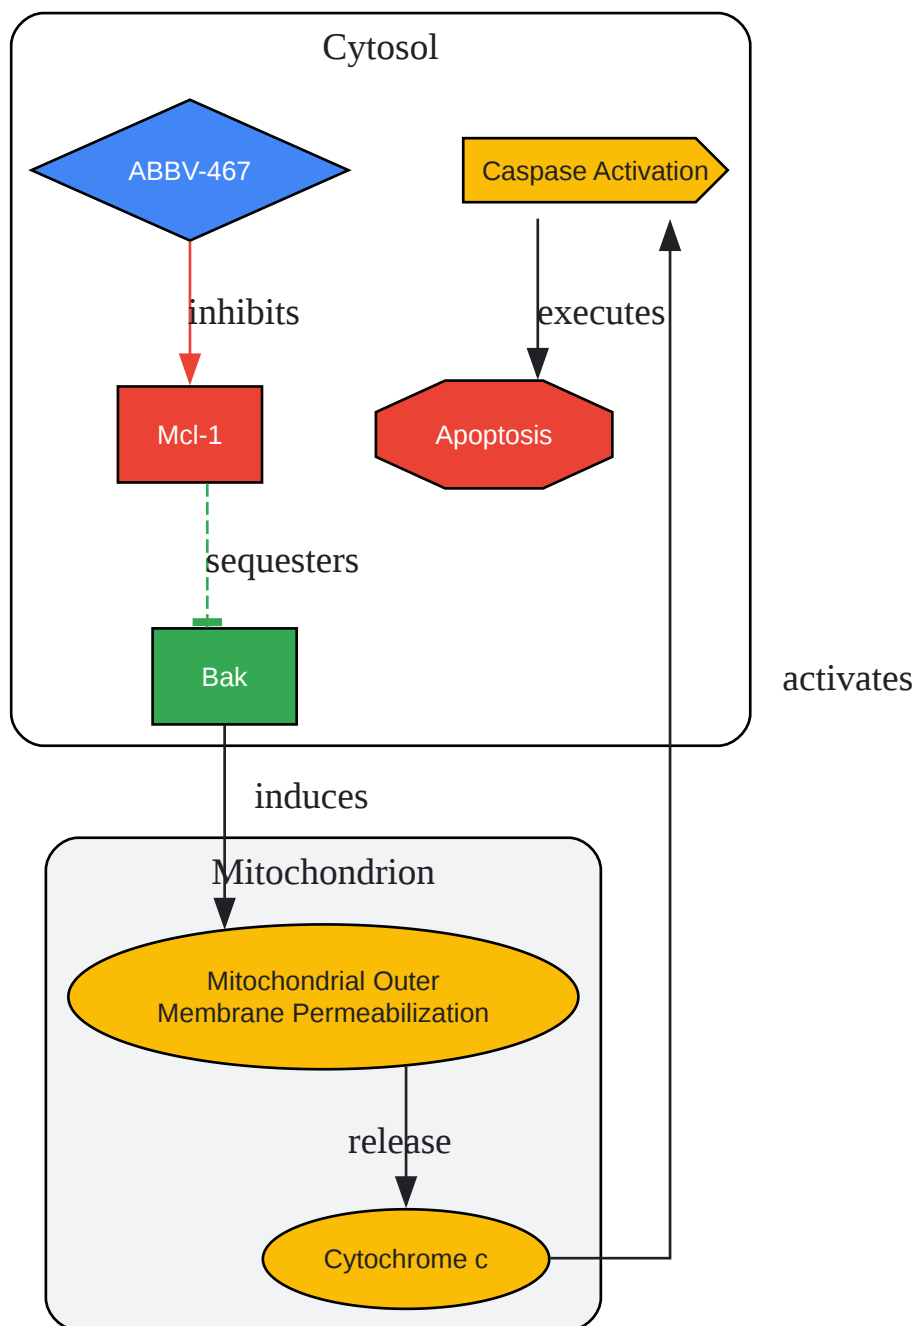 Cytosol
ABBV-467
Caspase Activation
inhibits
executes
Mcl-1
Apoptosis
sequesters
Bak
activates
induces
Mitochondrion
Mitochondrial Outer
Membrane Permeabilization
release
Cytochrome c